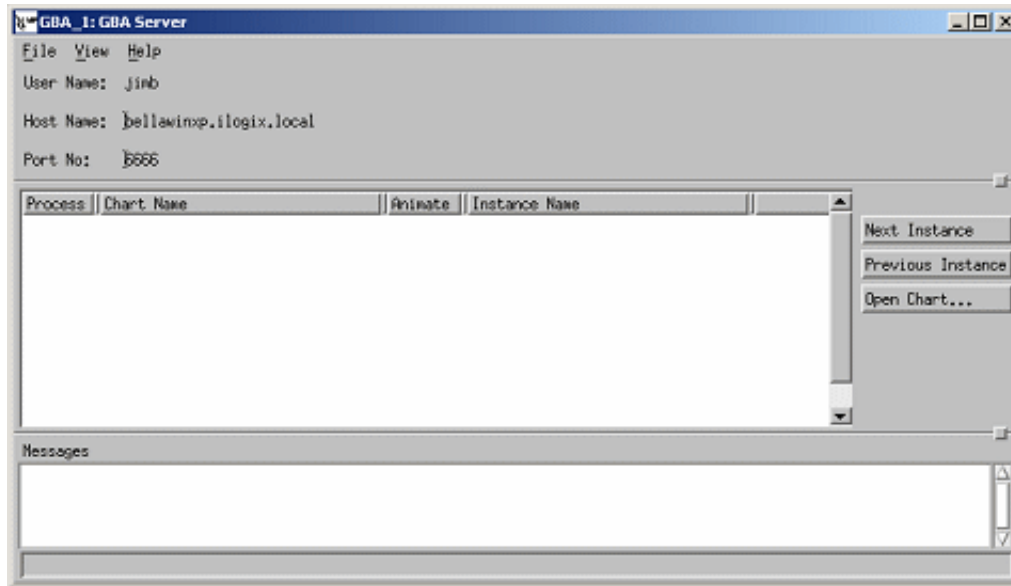 GBA_1: GBA Server
File View Help
User Name: jimb
Host Name: bellawinxp.ilogix.local
Port No: 6666
Process Chart Name Animate Instance Name
Next Instance
Previous Instance
Open Chart...
Messages